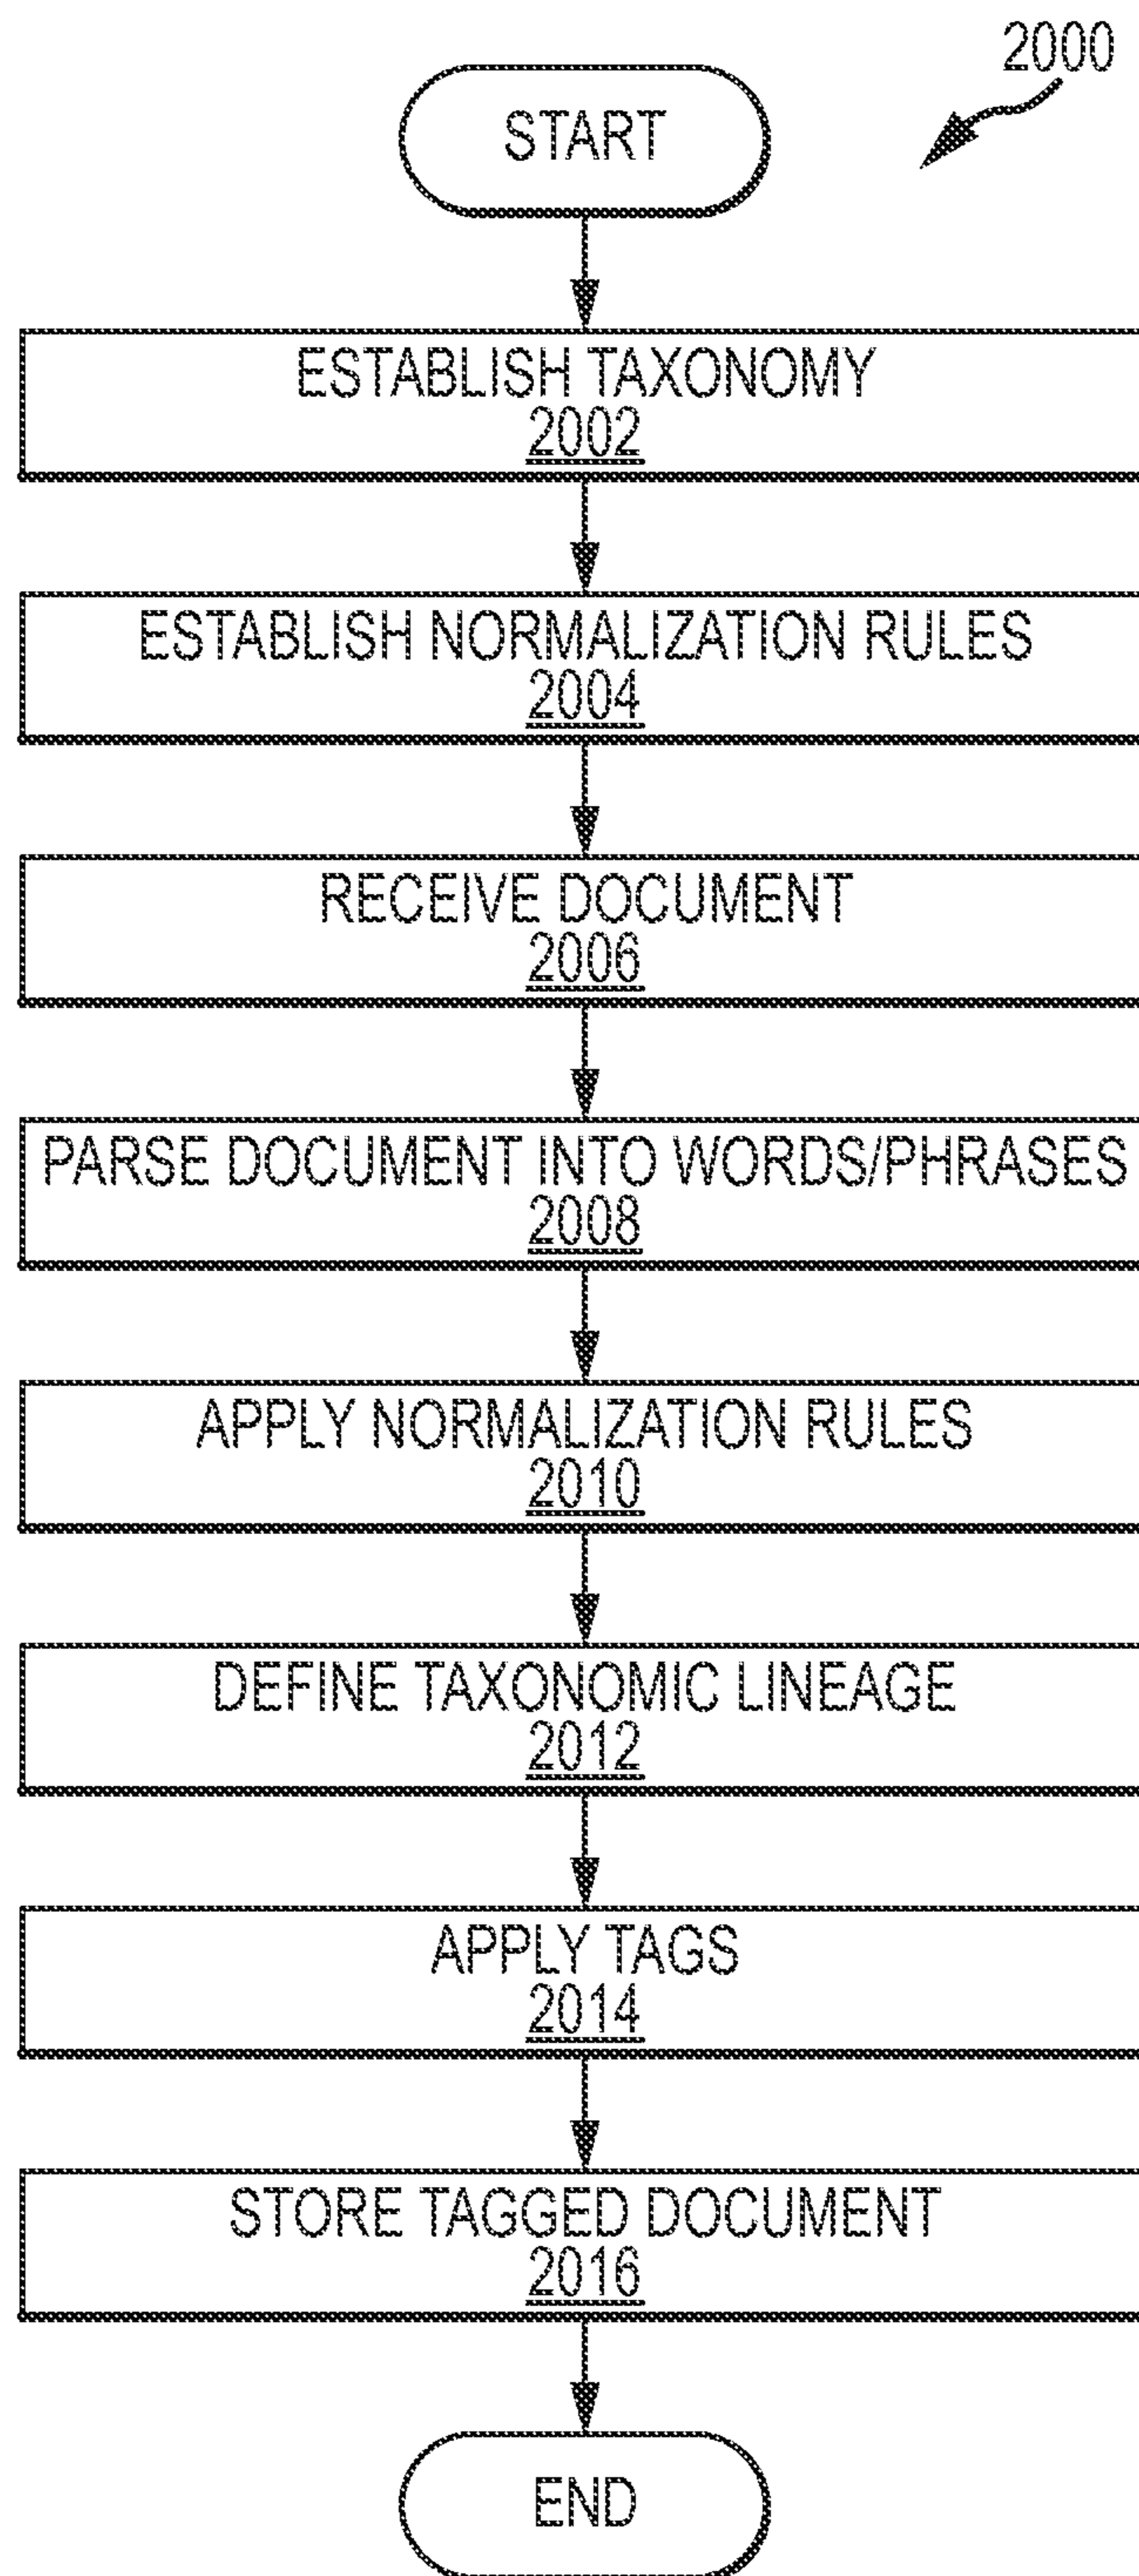 2000
START
ESTABLISH TAXONOMY
2002
ESTABLISH NORMALIZATION RULES
2004
RECEIVE DOCUMENT
2006
PARSE DOCUMENT INTO WORDS/PHRASES
2008
APPLY NORMALIZATION RULES
2010
DEFINE TAXONOMIC LINEAGE
2012
APPLY TAGS
2014
STORE TAGGED DOCUMENT
2016
END